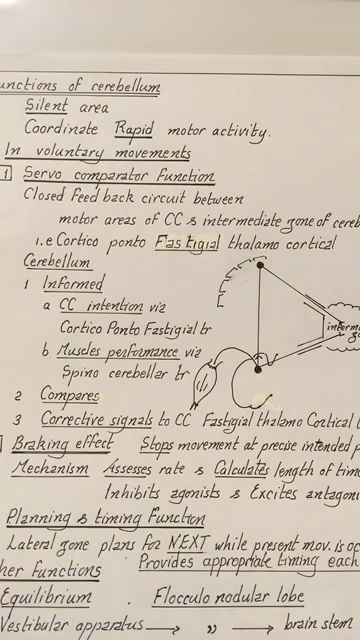 unctions of cerebellum
Silent area
Coordinate Rapid motor activity.
In voluntary movements
1 Servo comparator function
Closed feed back circuit between
motor areas of CC & intermediate zone of cereb
i.e Cortico ponto Fastigial thalamo cortical
Cerebellum
1 Informed
a CC intention via
Cortico Ponto Fastigial tr
b Muscles performance via
Spino cerebellar tr
interm
2 Compares
3 Corrective signals to CC Fastigial thalamo Cortical
Braking effect Stops movement at precise intended p
Mechanism Assesses rate & Calculates length of time
Inhibits agonists & Excites antagoni
Planning & timing Function
Lateral zone plans for NEXT while present mov. is oc
her functions Provides appropriate timing each
Equilibrium . Flocculo nodular lobe
Vestibular apparatus → " → brain stem